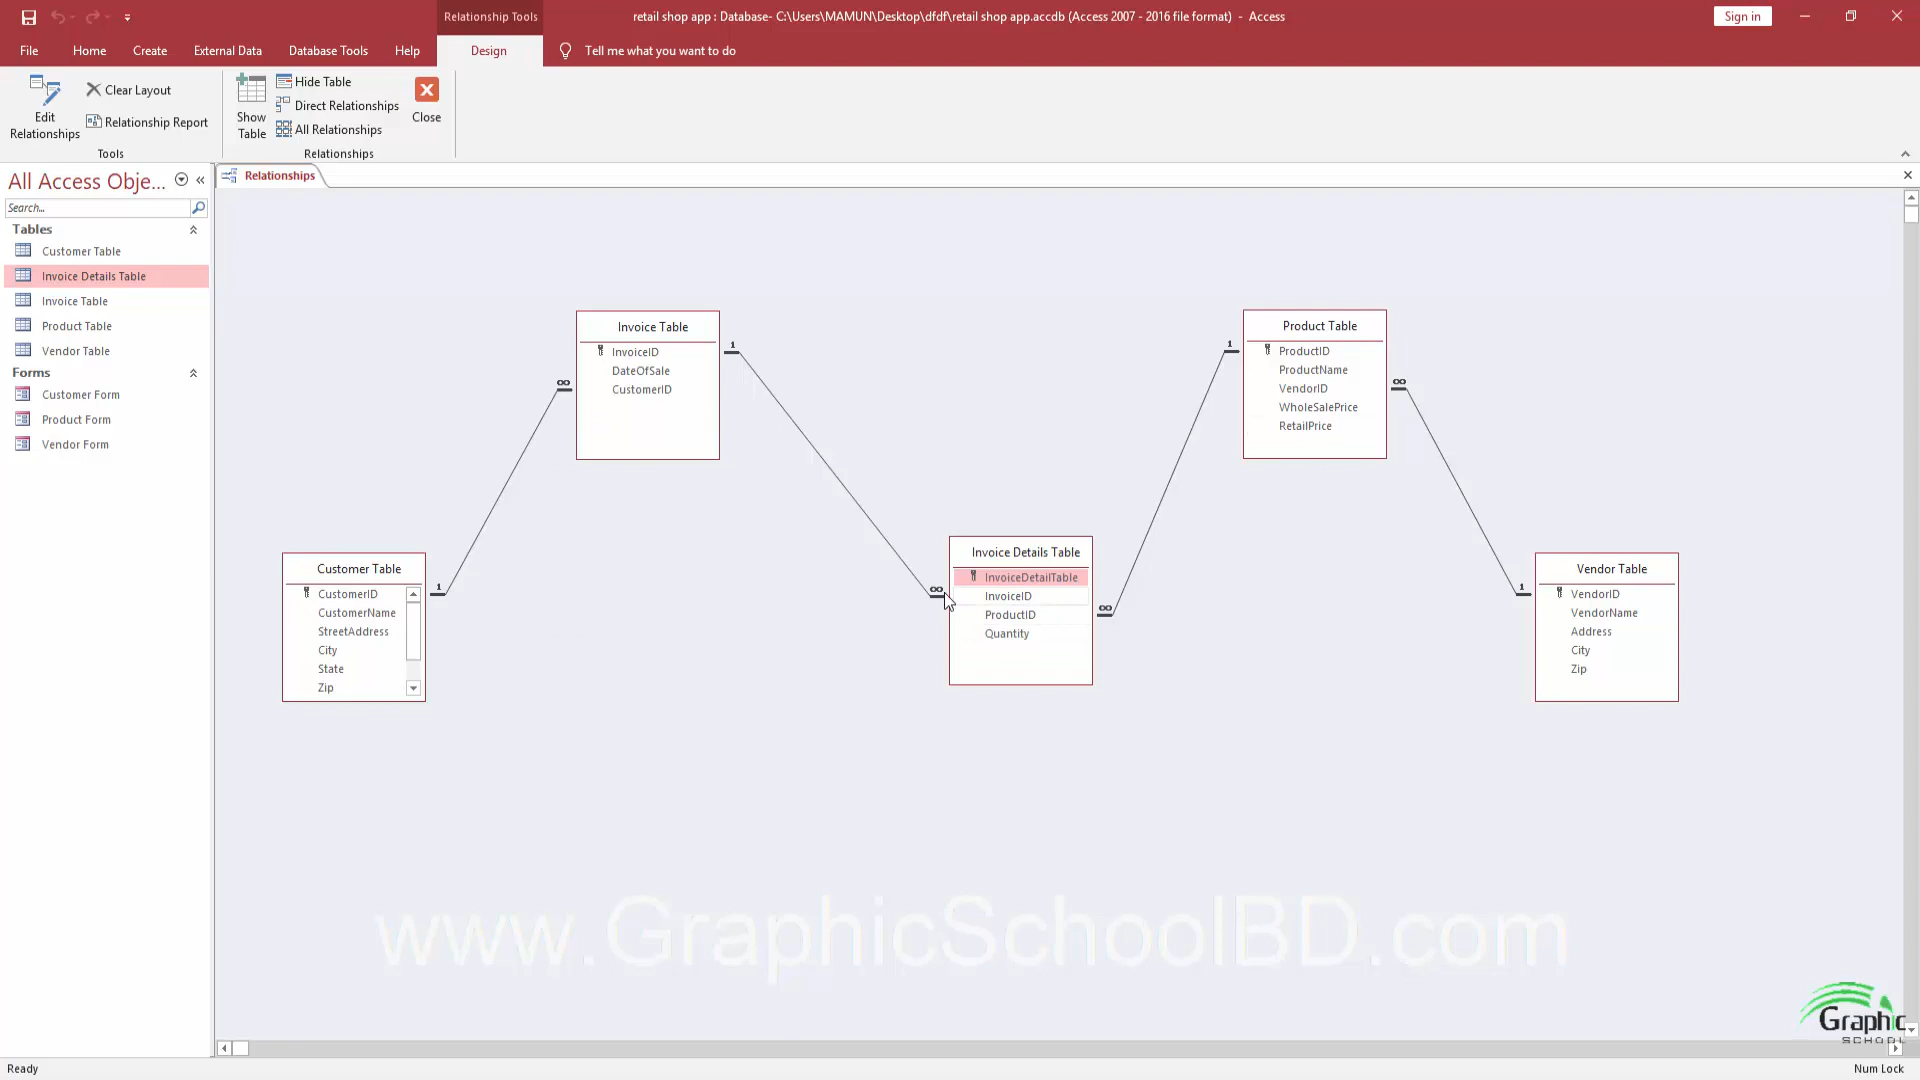 Relationship Tools
retail shop app : Database- C:\Users\MAMUN\Desktop\dfdf\retail shop app.accdb (Access 2007 - 2016 file format) - Access
Sign in
File Home Create External Data Database Tools Help Design Tell me what you want to do
Edit Relationships
Clear Layout
Relationship Report
Tools
Show Table
Hide Table
Direct Relationships
All Relationships
Close
Relationships
All Access Obje...
Search...
Tables
Customer Table
Invoice Details Table
Invoice Table
Product Table
Vendor Table
Forms
Customer Form
Product Form
Vendor Form
Relationships
Invoice Table
InvoiceID
DateOfSale
CustomerID
1
∞
Product Table
ProductID
ProductName
VendorID
WholeSalePrice
RetailPrice
1
∞
Customer Table
CustomerID
CustomerName
StreetAddress
City
State
Zip
1
Invoice Details Table
InvoiceDetailTable
InvoiceID
ProductID
Quantity
∞
∞
Vendor Table
VendorID
VendorName
Address
City
Zip
1
www.GraphicSchoolBD.com
Graphic
SCHOOL
Ready
Num Lock